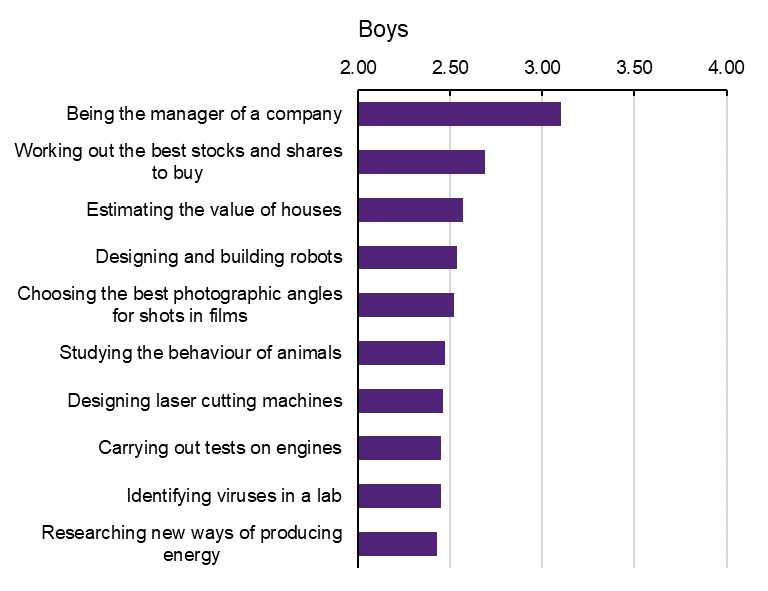 Boys
2.00 2.50 3.00 3.50 4.00
Being the manager of a company
Working out the best stocks and shares
to buy
Estimating the value of houses
Designing and building robots
Choosing the best photographic angles
for shots in films
Studying the behaviour of animals
Designing laser cutting machines
Carrying out tests on engines
Identifying viruses in a lab
Researching new ways of producing
energy